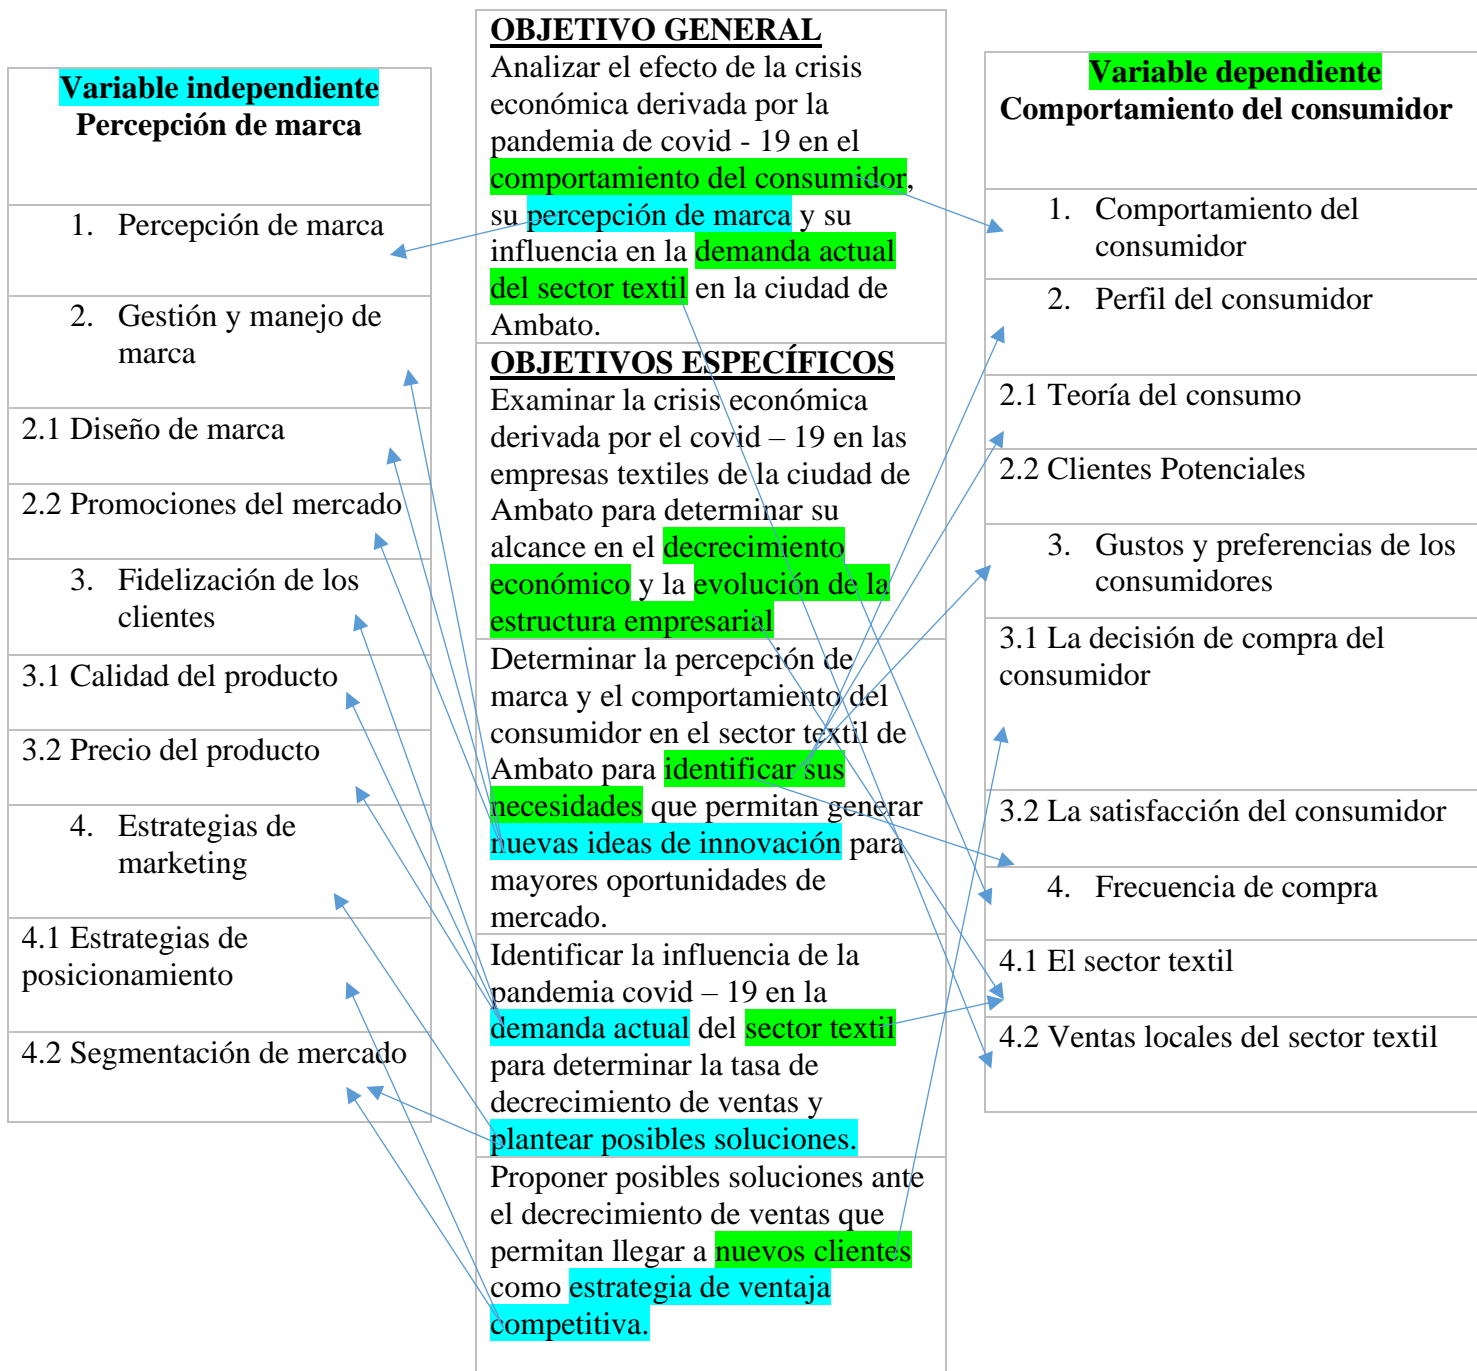 Variable independiente
Percepción de marca
1. Percepción de marca
2. Gestión y manejo de
marca
2.1 Diseño de marca
2.2 Promociones del mercado
3. Fidelización de los
clientes
3.1 Calidad del producto
3.2 Precio del producto
4. Estrategias de
marketing
4.1 Estrategias de
posicionamiento
4.2 Segmentación de mercado
OBJETIVO GENERAL
Analizar el efecto de la crisis
económica derivada por la
pandemia de covid - 19 en el
comportamiento del consumidor,
su percepción de marca y su
influencia en la demanda actual
del sector textil en la ciudad de
Ambato.
OBJETIVOS ESPECÍFICOS
Examinar la crisis económica
derivada por el covid – 19 en las
empresas textiles de la ciudad de
Ambato para determinar su
alcance en el decrecimiento
económico y la evolución de la
estructura empresarial
Determinar la percepción de
marca y el comportamiento del
consumidor en el sector textil de
Ambato para identificar sus
necesidades que permitan generar
nuevas ideas de innovación para
mayores oportunidades de
mercado.
Identificar la influencia de la
pandemia covid – 19 en la
demanda actual del sector textil
para determinar la tasa de
decrecimiento de ventas y
plantear posibles soluciones.
Proponer posibles soluciones ante
el decrecimiento de ventas que
permitan llegar a nuevos clientes
como estrategia de ventaja
competitiva.
Variable dependiente
Comportamiento del consumidor
1. Comportamiento del
consumidor
2. Perfil del consumidor
2.1 Teoría del consumo
2.2 Clientes Potenciales
3. Gustos y preferencias de los
consumidores
3.1 La decisión de compra del
consumidor
3.2 La satisfacción del consumidor
4. Frecuencia de compra
4.1 El sector textil
4.2 Ventas locales del sector textil